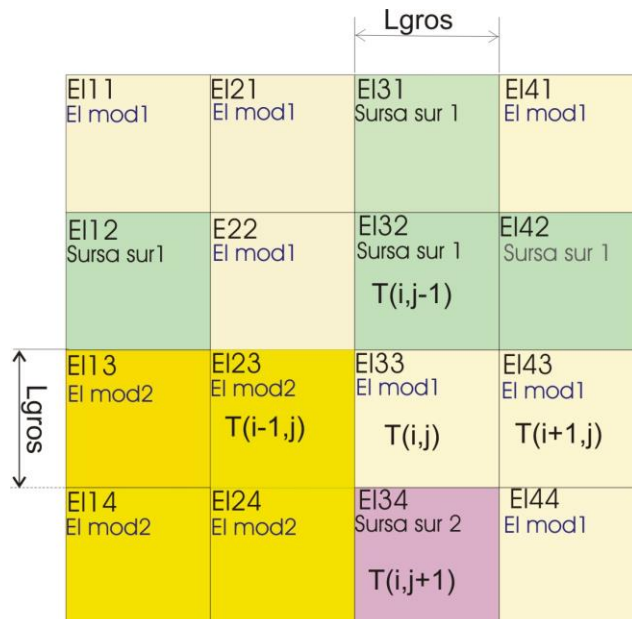 Lgros
El11
El mod1
El21
El mod1
El31
Sursa sur 1
El41
El mod1
El12
Sursa sur1
E22
El mod1
El32
Sursa sur 1
T(i,j-1)
El42
Sursa sur 1
Lgros
El13
El mod2
El23
El mod2
T(i-1,j)
El33
El mod1
T(i,j)
El43
El mod1
T(i+1,j)
El14
El mod2
El24
El mod2
El34
Sursa sur 2
T(i,j+1)
El44
El mod1